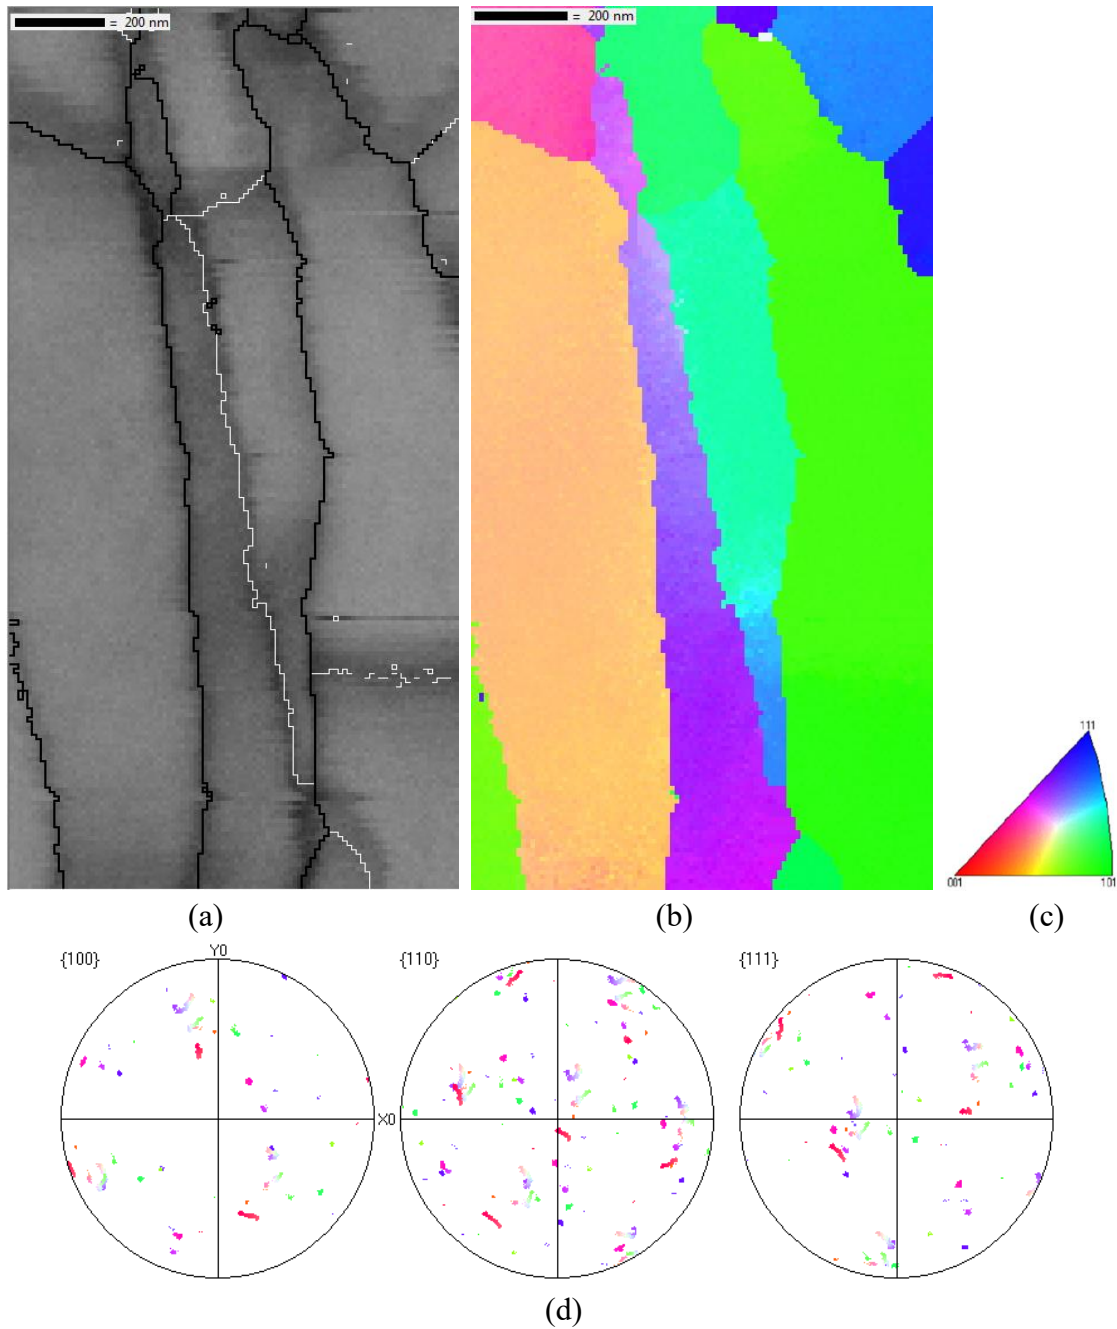 = 200 nm
= 200 nm
111
001
101
(a)
(b)
(c)
{100}
Y0
{110}
{111}
X0
(d)